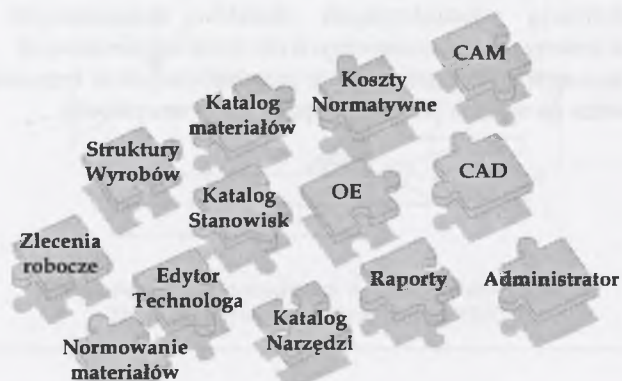 CAM
Koszty
Normatywne
Katalog
materiałów
Struktury
Wyrobów
CAD
OE
Katalog
Stanowisk
Zlecenia
robocze
Edytor
Technologa
Raporty
Administrator
Katalog
Narzędzi
Normowanie
materiałów